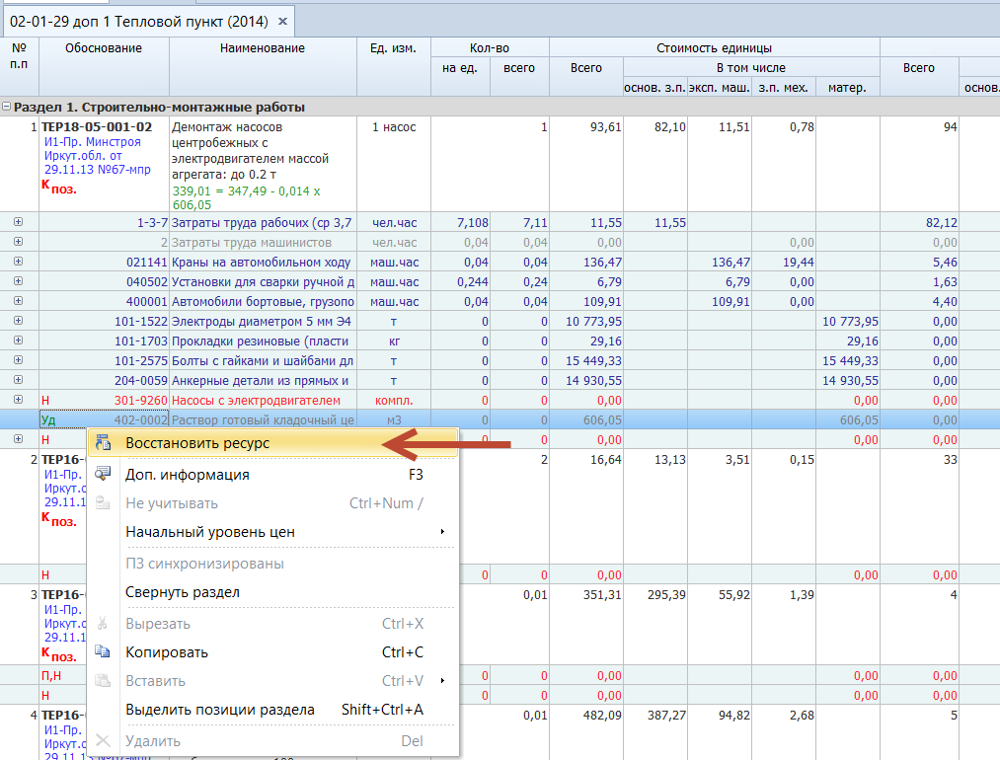 02-01-29 доп 1 Тепловой пункт (2014) ×
№ п.п Обоснование Наименование Ед. изм. Кол-во Стоимость единицы
на ед. всего Всего В том числе Всего
основ. з.п. эксп. маш. з.п. мех. матер. основ.
Раздел 1. Строительно-монтажные работы
1 ТЕР18-05-001-02 Демонтаж насосов 1 насос 1 93,61 82,10 11,51 0,78 94
И1-Пр. Минстроя центробежных с
Иркут.обл. от электродвигателем массой
29.11.13 №67-мпр агрегата: до 0.2 т
К поз. 339,01 = 347,49 - 0,014 x
606,05
1-3-7 Затраты труда рабочих (ср 3,7 чел.час 7,108 7,11 11,55 11,55 82,12
2 Затраты труда машинистов чел.час 0,04 0,04 0,00 0,00 0,00
021141 Краны на автомобильном ходу маш.час 0,04 0,04 136,47 136,47 19,44 5,46
040502 Установки для сварки ручной д маш.час 0,244 0,24 6,79 6,79 0,00 1,63
400001 Автомобили бортовые, грузопо маш.час 0,04 0,04 109,91 109,91 0,00 4,40
101-1522 Электроды диаметром 5 мм Э4 т 0 0 10 773,95 10 773,95 0,00
101-1703 Прокладки резиновые (пласти кг 0 0 29,16 29,16 0,00
101-2575 Болты с гайками и шайбами дл т 0 0 15 449,33 15 449,33 0,00
204-0059 Анкерные детали из прямых и т 0 0 14 930,55 14 930,55 0,00
Н 301-9260 Насосы с электродвигателем компл. 0 0 0,00 0,00 0,00
Уд 402-0002 Раствор готовый кладочный це м3 0 0 606,05 606,05 0,00
Н 0 0 0,00 0,00 0,00
Восстановить ресурс
2 ТЕР16- 2 16,64 13,13 3,51 0,15 33
И1-Пр.
Иркут.о
29.11.1
К поз.
Доп. информация F3
Не учитывать Ctrl+Num /
Начальный уровень цен
ПЗ синхронизированы
Н 0 0 0,00 0,00 0,00
Свернуть раздел
3 ТЕР16- 0,01 351,31 295,39 55,92 1,39 4
И1-Пр.
Иркут.о
29.11.1
К поз.
Вырезать Ctrl+X
Копировать Ctrl+C
П,Н 0 0 0,00 0,00 0,00
Вставить Ctrl+V
Н 0 0 0,00 0,00 0,00
Выделить позиции раздела Shift+Ctrl+A
4 ТЕР16- 0,01 482,09 387,27 94,82 2,68 5
И1-Пр.
Иркут.о
Удалить Del